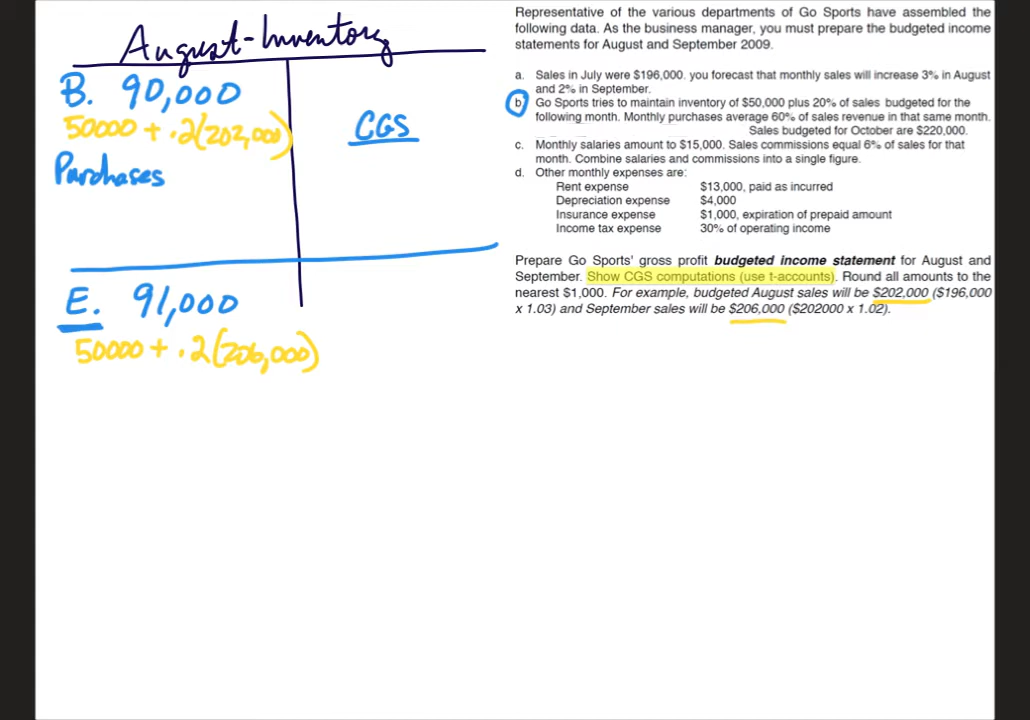 August-Inventory
B. 90,000
50000 + .2(202,000)
Purchases
CGS
E. 91,000
50000 + .2(206,000)
Representative of the various departments of Go Sports have assembled the
following data. As the business manager, you must prepare the budgeted income
statements for August and September 2009.
a. Sales in July were $196,000. you forecast that monthly sales will increase 3% in August
and 2% in September.
b. Go Sports tries to maintain inventory of $50,000 plus 20% of sales budgeted for the
following month. Monthly purchases average 60% of sales revenue in that same month.
Sales budgeted for October are $220,000.
c. Monthly salaries amount to $15,000. Sales commissions equal 6% of sales for that
month. Combine salaries and commissions into a single figure.
d. Other monthly expenses are:
Rent expense $13,000, paid as incurred
Depreciation expense $4,000
Insurance expense $1,000, expiration of prepaid amount
Income tax expense 30% of operating income
Prepare Go Sports' gross profit budgeted income statement for August and
September. Show CGS computations (use t-accounts). Round all amounts to the
nearest $1,000. For example, budgeted August sales will be $202,000 ($196,000
x 1.03) and September sales will be $206,000 ($202000 x 1.02).